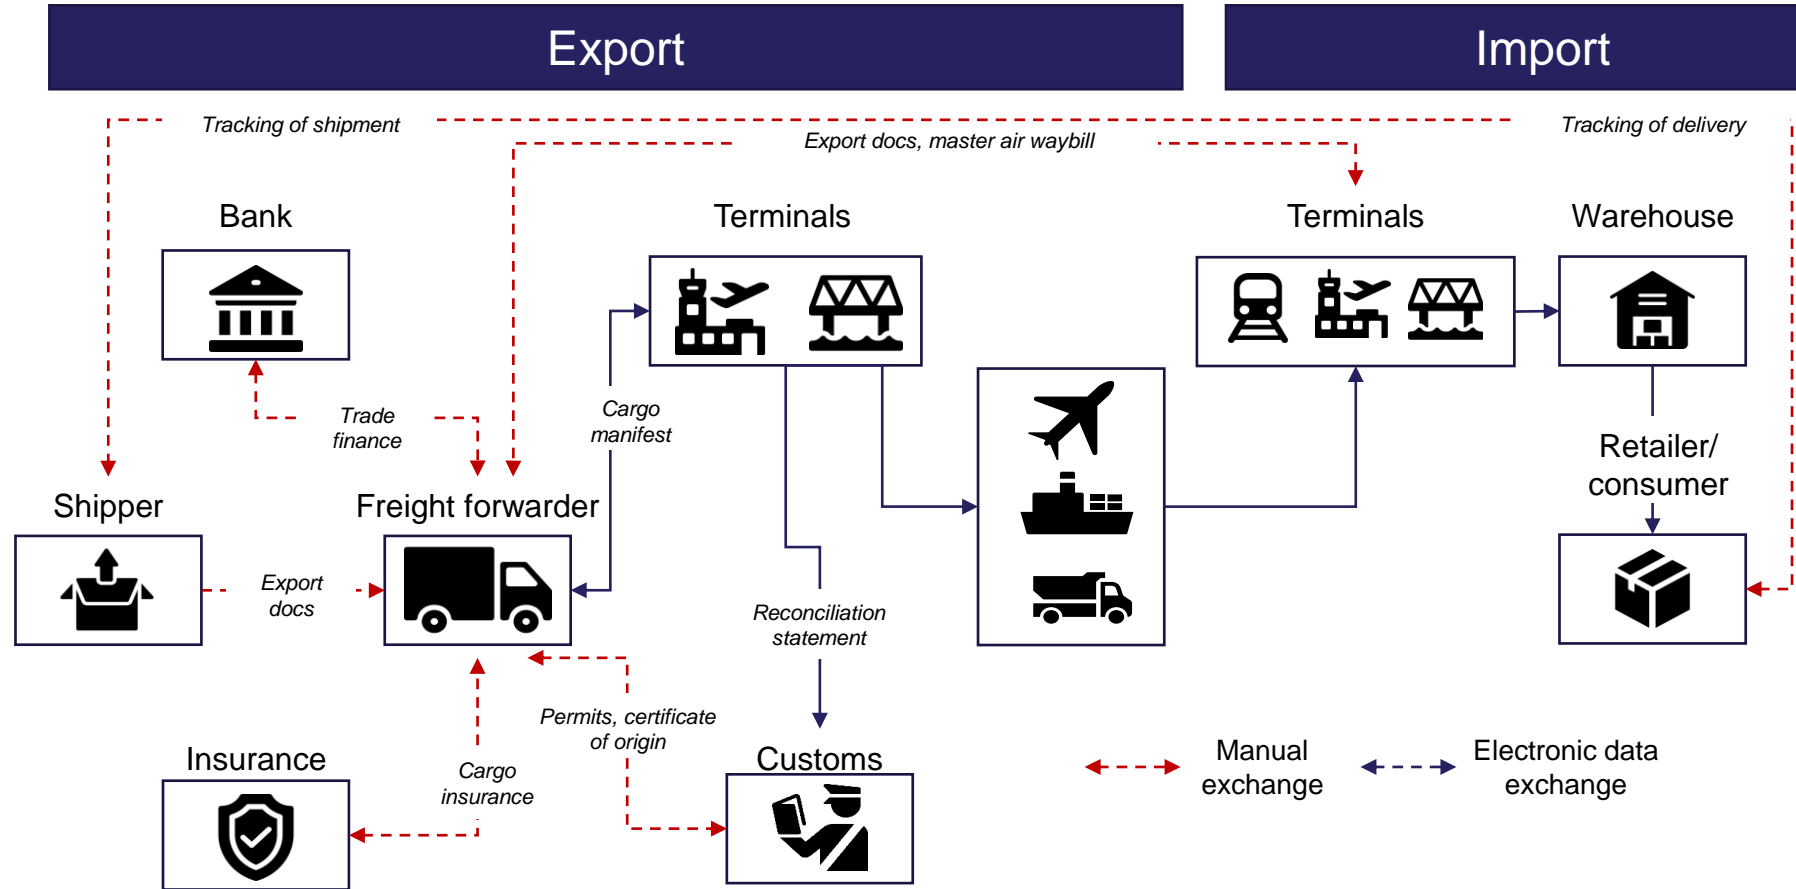 Export
Import
Tracking of shipment
Export docs, master air waybill
Tracking of delivery
Bank
Terminals
Terminals
Warehouse
Trade
finance
Cargo
manifest
Retailer/
consumer
Shipper
Freight forwarder
Export
docs
Reconciliation
statement
Permits, certificate
of origin
Insurance
Cargo
insurance
Customs
Manual
exchange
Electronic data
exchange